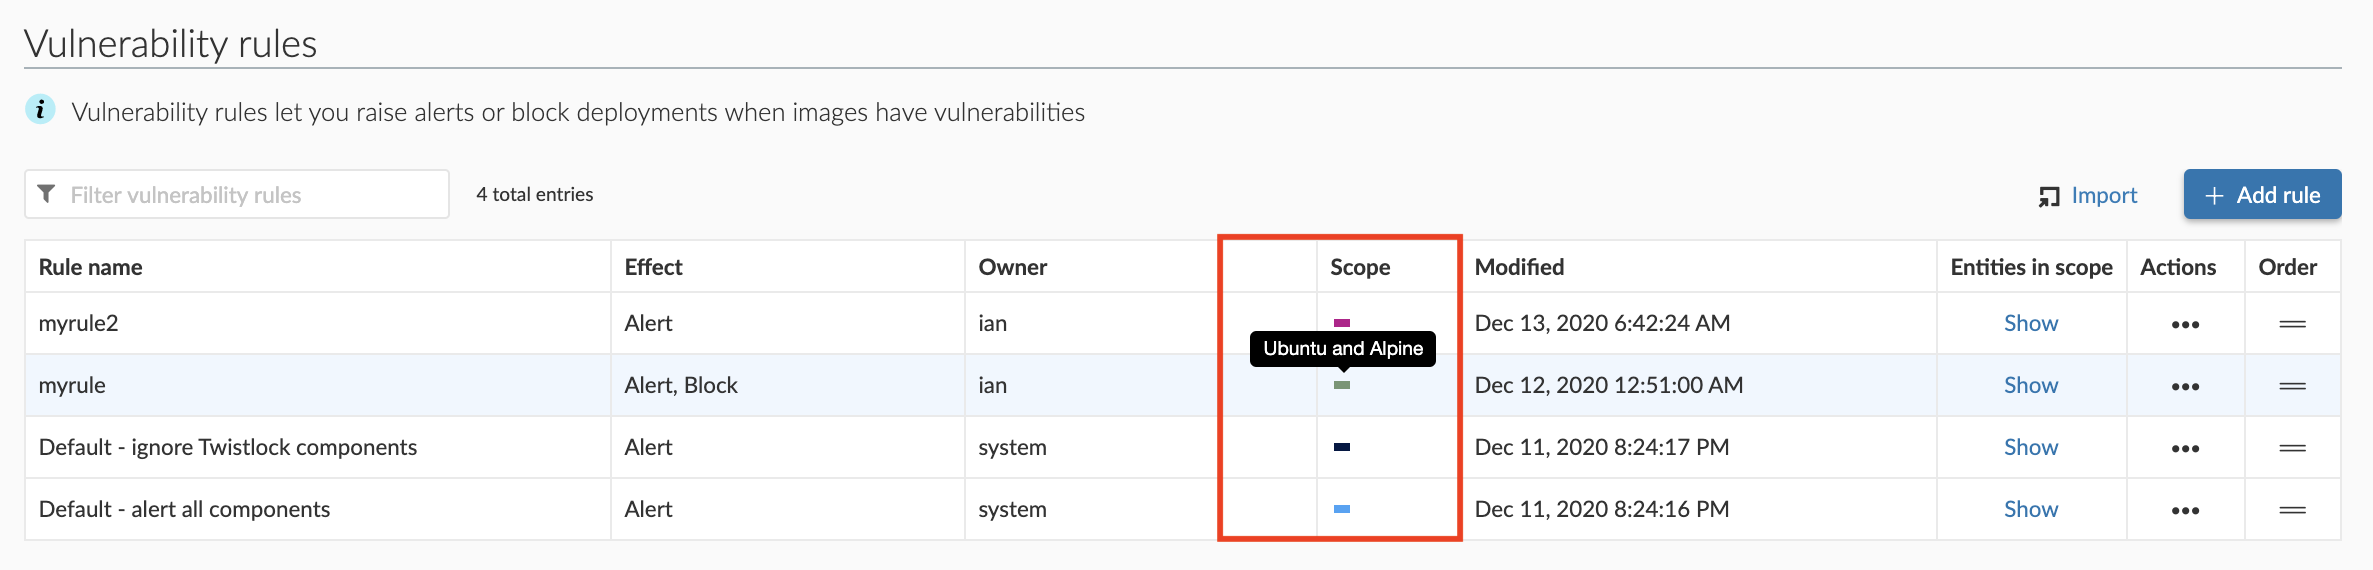 Vulnerability rules
i Vulnerability rules let you raise alerts or block deployments when images have vulnerabilities
Filter vulnerability rules 4 total entries Import + Add rule
Rule name Effect Owner Scope Modified Entities in scope Actions Order
myrule2 Alert ian Dec 13, 2020 6:42:24 AM Show
Ubuntu and Alpine
myrule Alert, Block ian Dec 12, 2020 12:51:00 AM Show
Default - ignore Twistlock components Alert system Dec 11, 2020 8:24:17 PM Show
Default - alert all components Alert system Dec 11, 2020 8:24:16 PM Show